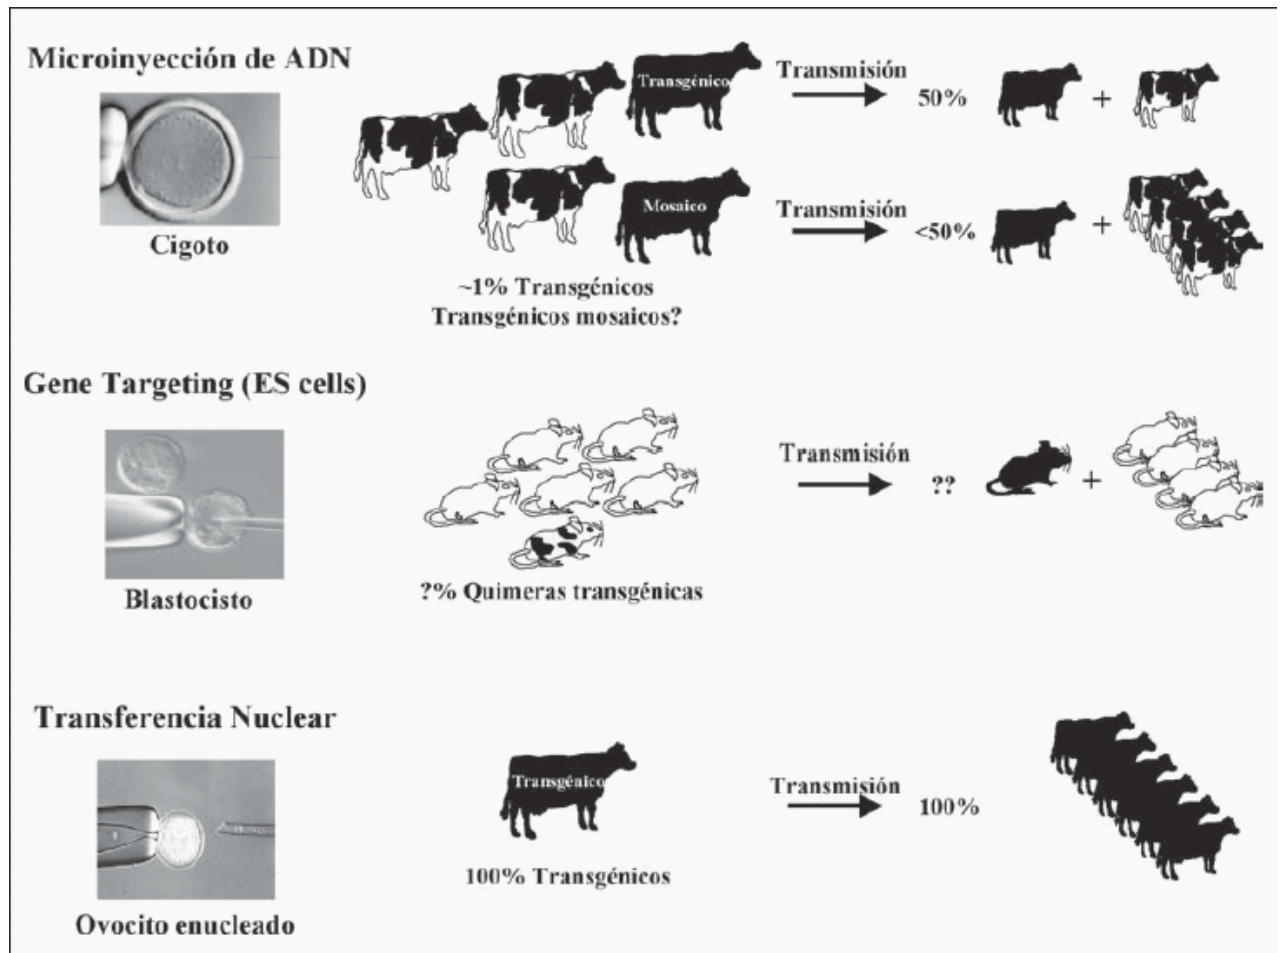 Microinyección de ADN
Cigoto
Transgénico
Transmisión
50%
+
Mosaico
Transmisión
<50%
+
~1% Transgénicos
Transgénicos mosaicos?
Gene Targeting (ES cells)
Blastocisto
Transmisión
??
+
?% Quimeras transgénicas
Transferencia Nuclear
Ovocito enucleado
Transgénico
Transmisión
100%
100% Transgénicos